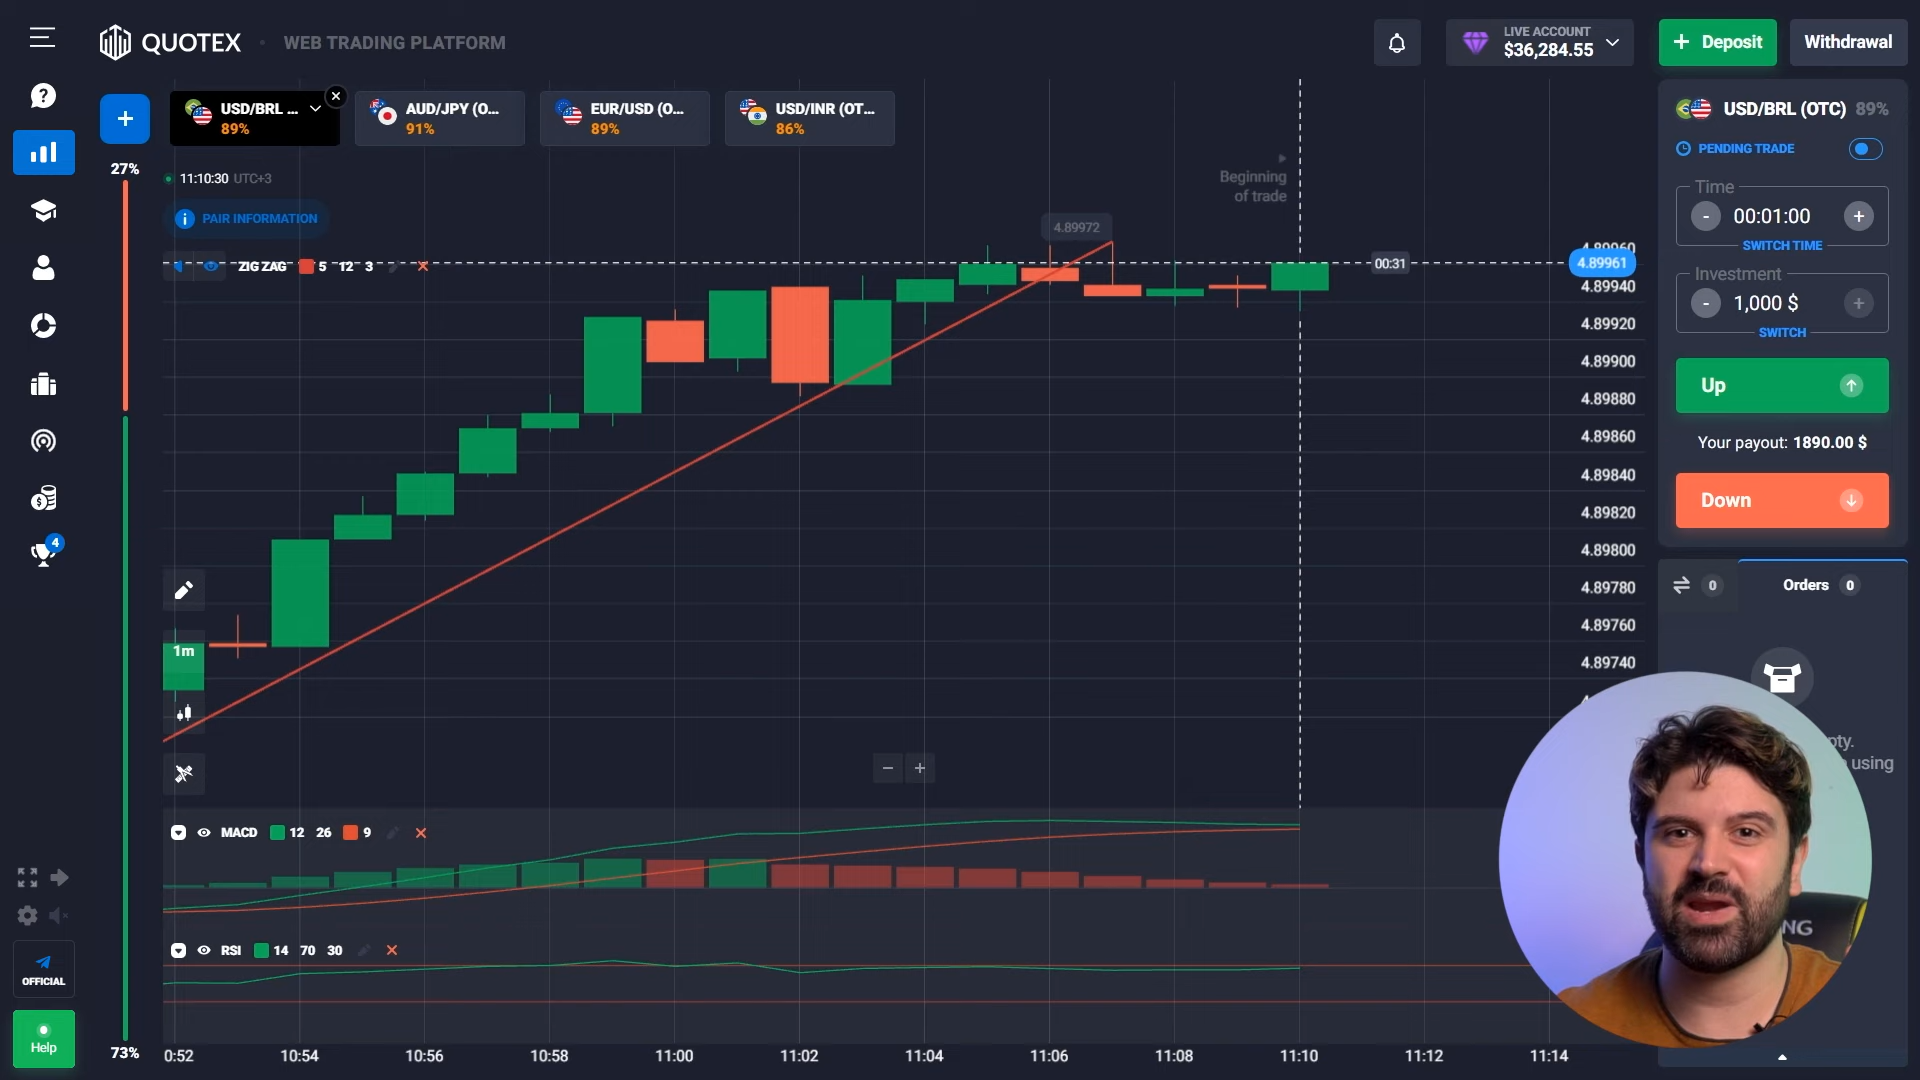 QUOTEX
WEB TRADING PLATFORM
LIVE ACCOUNT
$36,284.55
+ Deposit
Withdrawal
USD/BRL ...
89%
AUD/JPY (O...
91%
EUR/USD (O...
89%
USD/INR (OT...
86%
27%
11:10:30 UTC+3
PAIR INFORMATION
ZIG ZAG 5 12 3
4.89972
Beginning
of trade
00:31
4.89960
4.89961
4.89940
4.89920
4.89900
4.89880
4.89860
4.89840
4.89820
4.89800
4.89780
4.89760
4.89740
1m
MACD 12 26 9
RSI 14 70 30
0:52
10:54
10:56
10:58
11:00
11:02
11:04
11:06
11:08
11:10
11:12
11:14
73%
4
OFFICIAL
Help
USD/BRL (OTC) 89%
PENDING TRADE
Time
- 00:01:00 +
SWITCH TIME
Investment
- 1,000 $ +
SWITCH
Up
Your payout: 1890.00 $
Down
0
Orders 0
using
NG